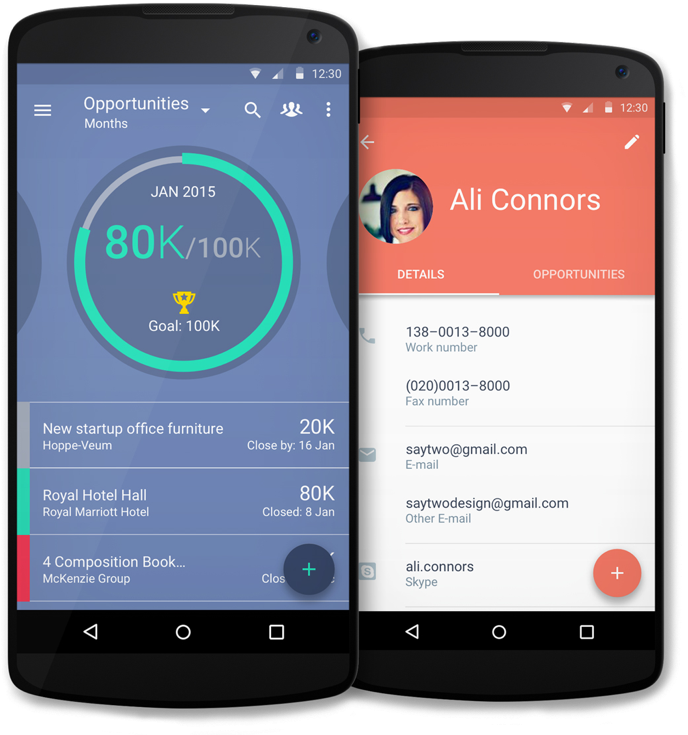 12:30
Opportunities
Months
JAN 2015
80K/100K
Goal: 100K
New startup office furniture 20K
Hoppe-Veum Close by: 16 Jan
Royal Hotel Hall 80K
Royal Marriott Hotel Closed: 8 Jan
4 Composition Book...
McKenzie Group
12:30
Ali Connors
DETAILS OPPORTUNITIES
138–0013–8000
Work number
(020)0013–8000
Fax number
saytwo@gmail.com
E-mail
saytwodesign@gmail.com
Other E-mail
ali.connors
Skype